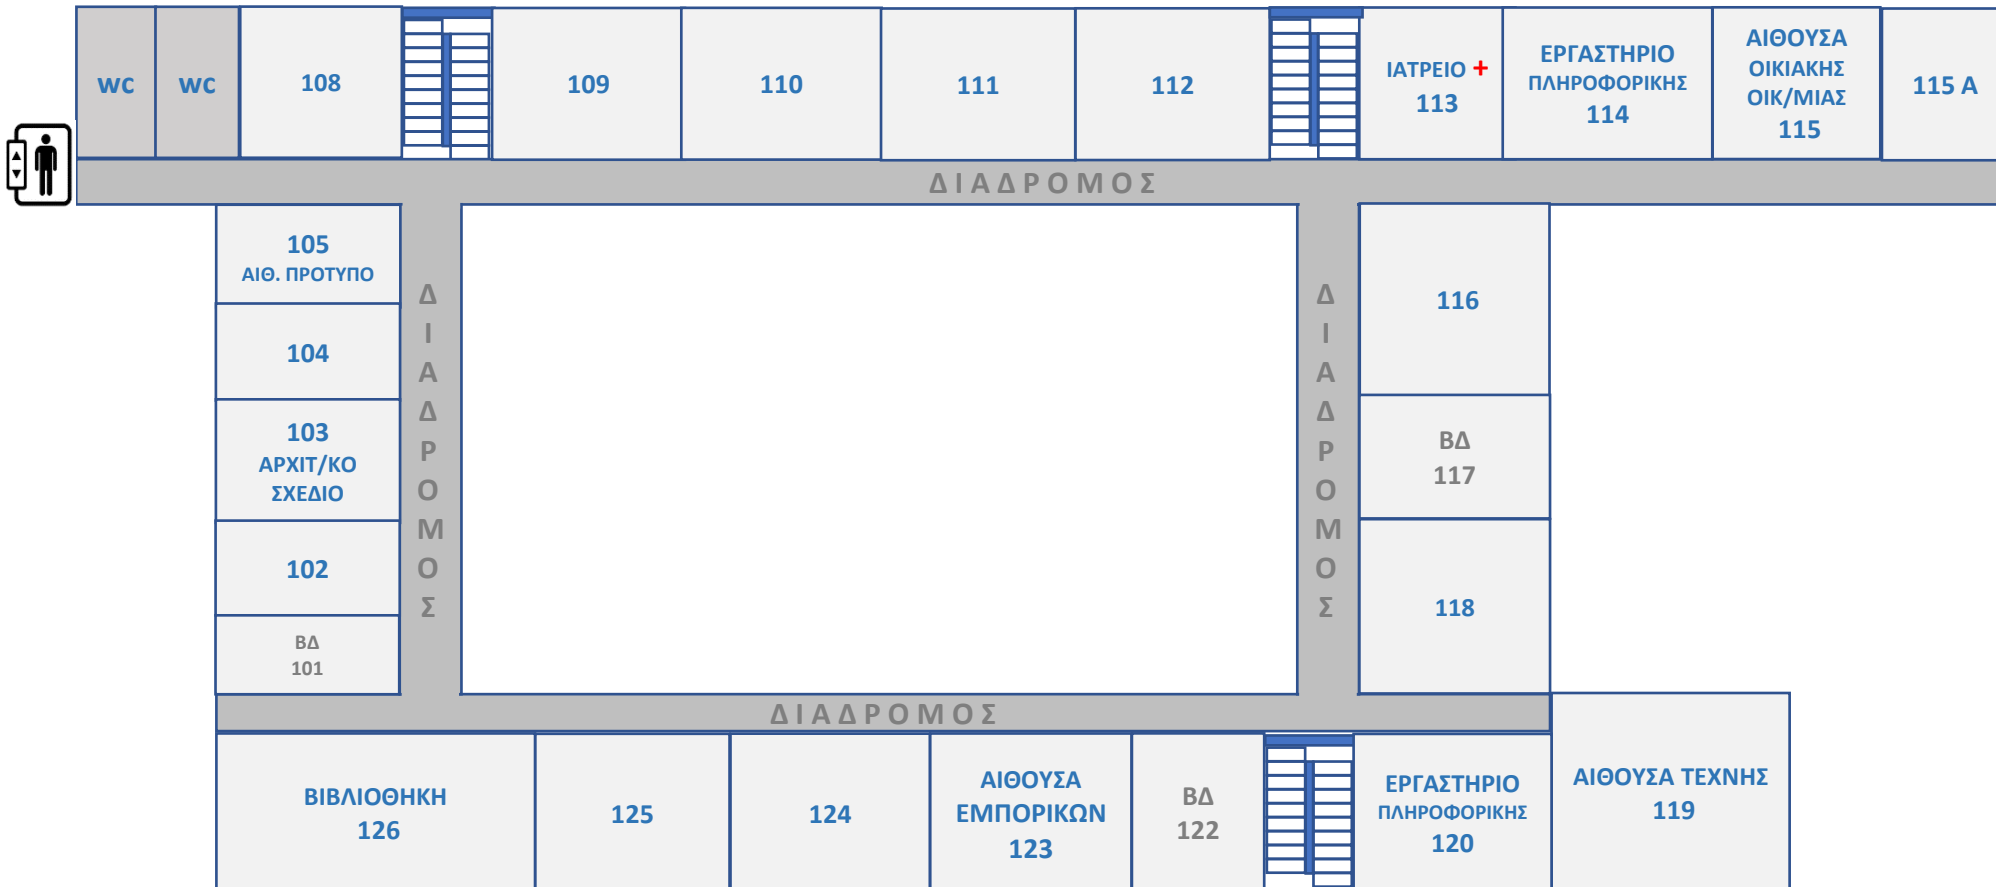 wc
wc
108
109
110
111
112
ΙΑΤΡΕΙΟ +
113
ΕΡΓΑΣΤΗΡΙΟ
ΠΛΗΡΟΦΟΡΙΚΗΣ
114
ΑΙΘΟΥΣΑ
ΟΙΚΙΑΚΗΣ
ΟΙΚ/ΜΙΑΣ
115
115 Α
ΔΙΑΔΡΟΜΟΣ
105
ΑΙΘ. ΠΡΟΤΥΠΟ
104
103
ΑΡΧΙΤ/ΚΟ
ΣΧΕΔΙΟ
102
ΒΔ
101
ΔΙΑΔΡΟΜΟΣ
ΔΙΑΔΡΟΜΟΣ
116
ΒΔ
117
118
ΔΙΑΔΡΟΜΟΣ
ΒΙΒΛΙΟΘΗΚΗ
126
125
124
ΑΙΘΟΥΣΑ
ΕΜΠΟΡΙΚΩΝ
123
ΒΔ
122
ΕΡΓΑΣΤΗΡΙΟ
ΠΛΗΡΟΦΟΡΙΚΗΣ
120
ΑΙΘΟΥΣΑ ΤΕΧΝΗΣ
119